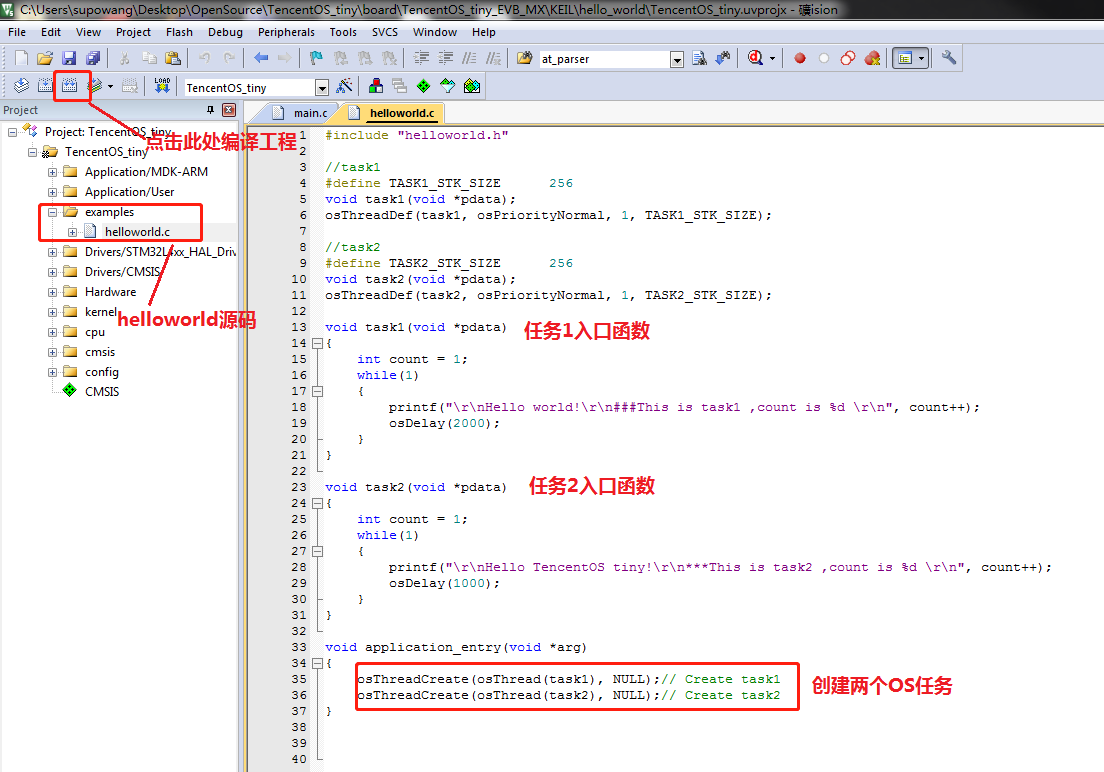 C:\Users\supowang\Desktop\OpenSource\TencentOS_tiny\board\TencentOS_tiny_EVB_MX\KEIL\hello_world\TencentOS_tiny.uvprojx - 礦ision
File Edit View Project Flash Debug Peripherals Tools SVCS Window Help
at_parser
LOAD TencentOS_tiny
Project
main.c helloworld.c
Project: TencentOS_tiny
点击此处编译工程
TencentOS_tiny
Application/MDK-ARM
Application/User
examples
helloworld.c
Drivers/STM32L4xx_HAL_Driv
Drivers/CMSIS
Hardware
kernel
helloworld源码
cpu
cmsis
config
CMSIS
1 #include "helloworld.h"
2
3 //task1
4 #define TASK1_STK_SIZE 256
5 void task1(void *pdata);
6 osThreadDef(task1, osPriorityNormal, 1, TASK1_STK_SIZE);
7
8 //task2
9 #define TASK2_STK_SIZE 256
10 void task2(void *pdata);
11 osThreadDef(task2, osPriorityNormal, 1, TASK2_STK_SIZE);
12
13 void task1(void *pdata) 任务1入口函数
14 {
15 int count = 1;
16 while(1)
17 {
18 printf("\r\nHello world!\r\n###This is task1 ,count is %d \r\n", count++);
19 osDelay(2000);
20 }
21 }
22
23 void task2(void *pdata) 任务2入口函数
24 {
25 int count = 1;
26 while(1)
27 {
28 printf("\r\nHello TencentOS tiny!\r\n***This is task2 ,count is %d \r\n", count++);
29 osDelay(1000);
30 }
31 }
32
33 void application_entry(void *arg)
34 {
35 osThreadCreate(osThread(task1), NULL);// Create task1
36 osThreadCreate(osThread(task2), NULL);// Create task2
创建两个OS任务
37 }
38
39
40